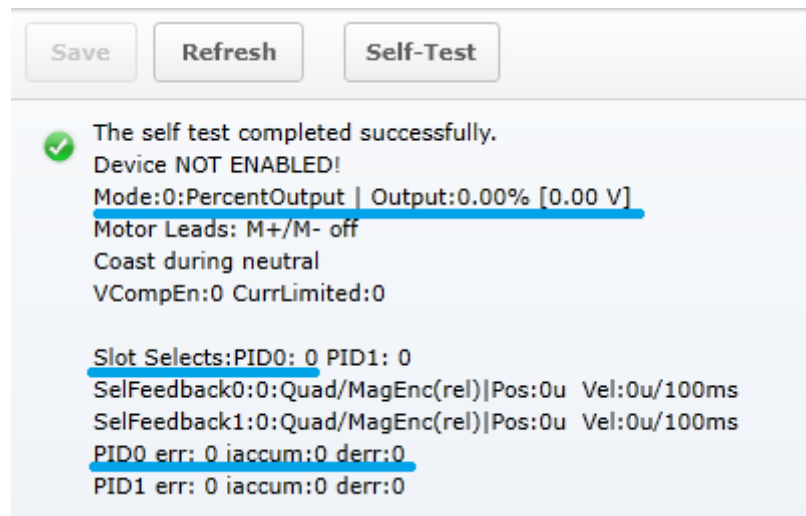 Save Refresh Self-Test
The self test completed successfully.
Device NOT ENABLED!
Mode:0:PercentOutput | Output:0.00% [0.00 V]
Motor Leads: M+/M- off
Coast during neutral
VCompEn:0 CurrLimited:0
Slot Selects:PID0: 0 PID1: 0
SelFeedback0:0:Quad/MagEnc(rel)|Pos:0u  Vel:0u/100ms
SelFeedback1:0:Quad/MagEnc(rel)|Pos:0u  Vel:0u/100ms
PID0 err: 0 iaccum:0 derr:0
PID1 err: 0 iaccum:0 derr:0